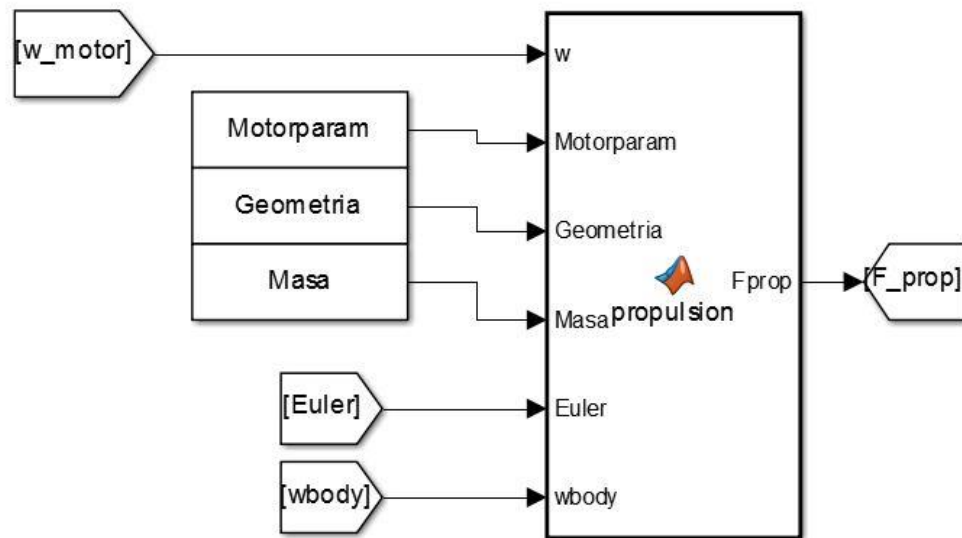 [w_motor]
w
Motorparam
Motorparam
Geometria
Geometria
Masa
Masa
propulsion
Fprop
[F_prop]
[Euler]
Euler
[wbody]
wbody